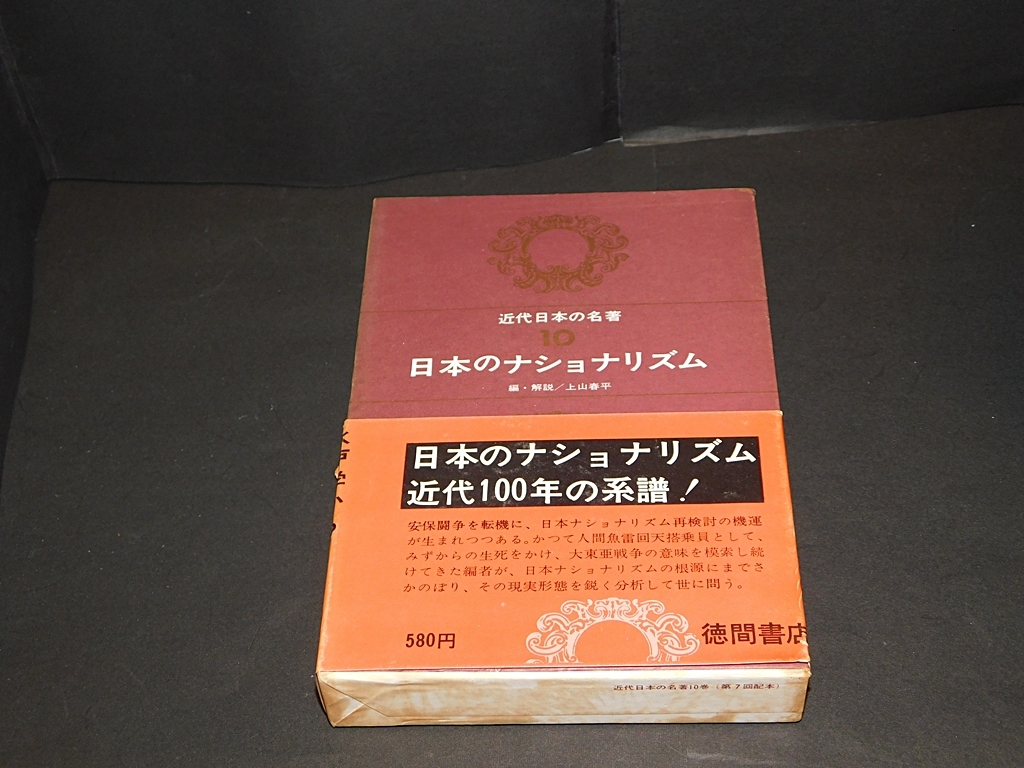 近代日本の名著
10
日本のナショナリズム
編・解説／上山春平
日本のナショナリズム
近代100年の系譜！
安保闘争を転機に、日本ナショナリズム再検討の機運
が生まれつつある。かつて人間魚雷回天搭乗員として、
みずからの生死をかけ、大東亜戦争の意味を模索し続
けてきた編者が、日本ナショナリズムの根源にまでさ
かのぼり、その現実形態を鋭く分析して世に問う。
580円
徳間書店
近代日本の名著10巻（第7回配本）